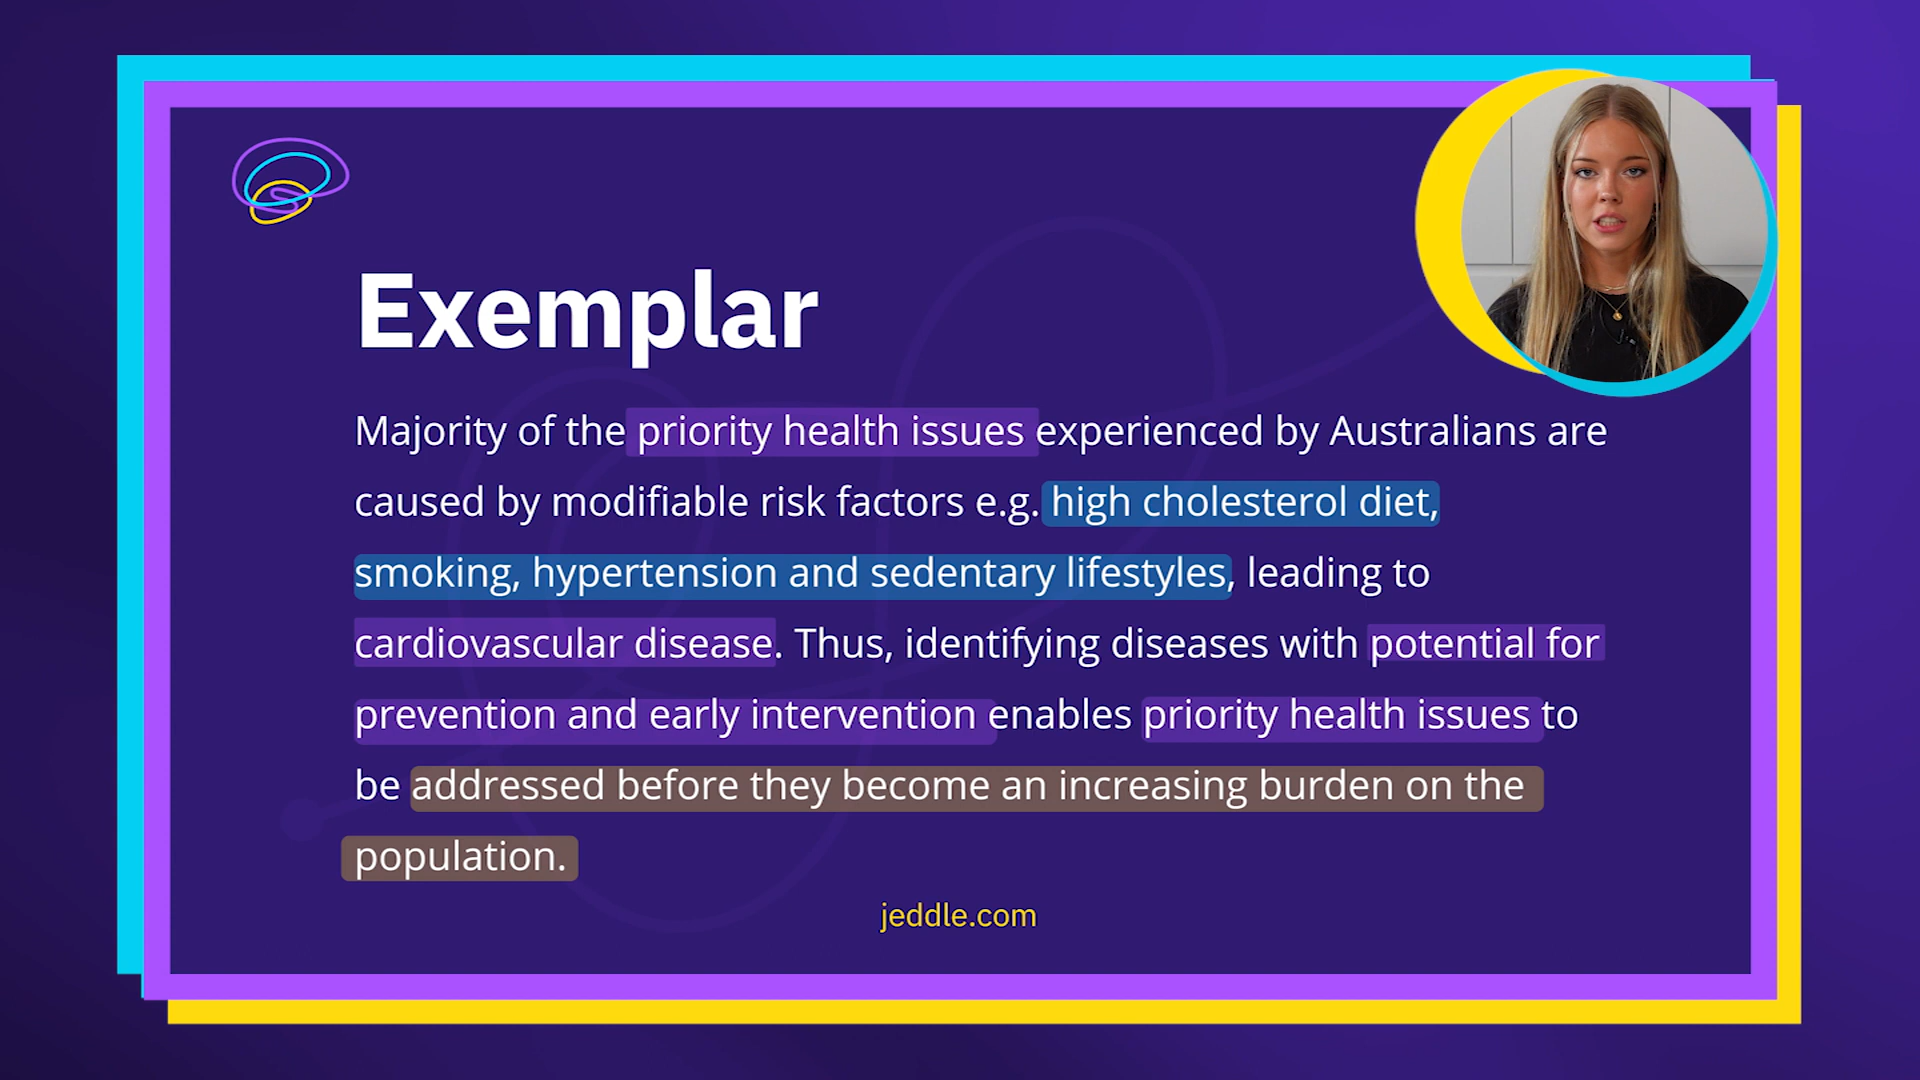 Exemplar
Majority of the priority health issues experienced by Australians are
caused by modifiable risk factors e.g. high cholesterol diet,
smoking, hypertension and sedentary lifestyles, leading to
cardiovascular disease. Thus, identifying diseases with potential for
prevention and early intervention enables priority health issues to
be addressed before they become an increasing burden on the
population.
jeddle.com